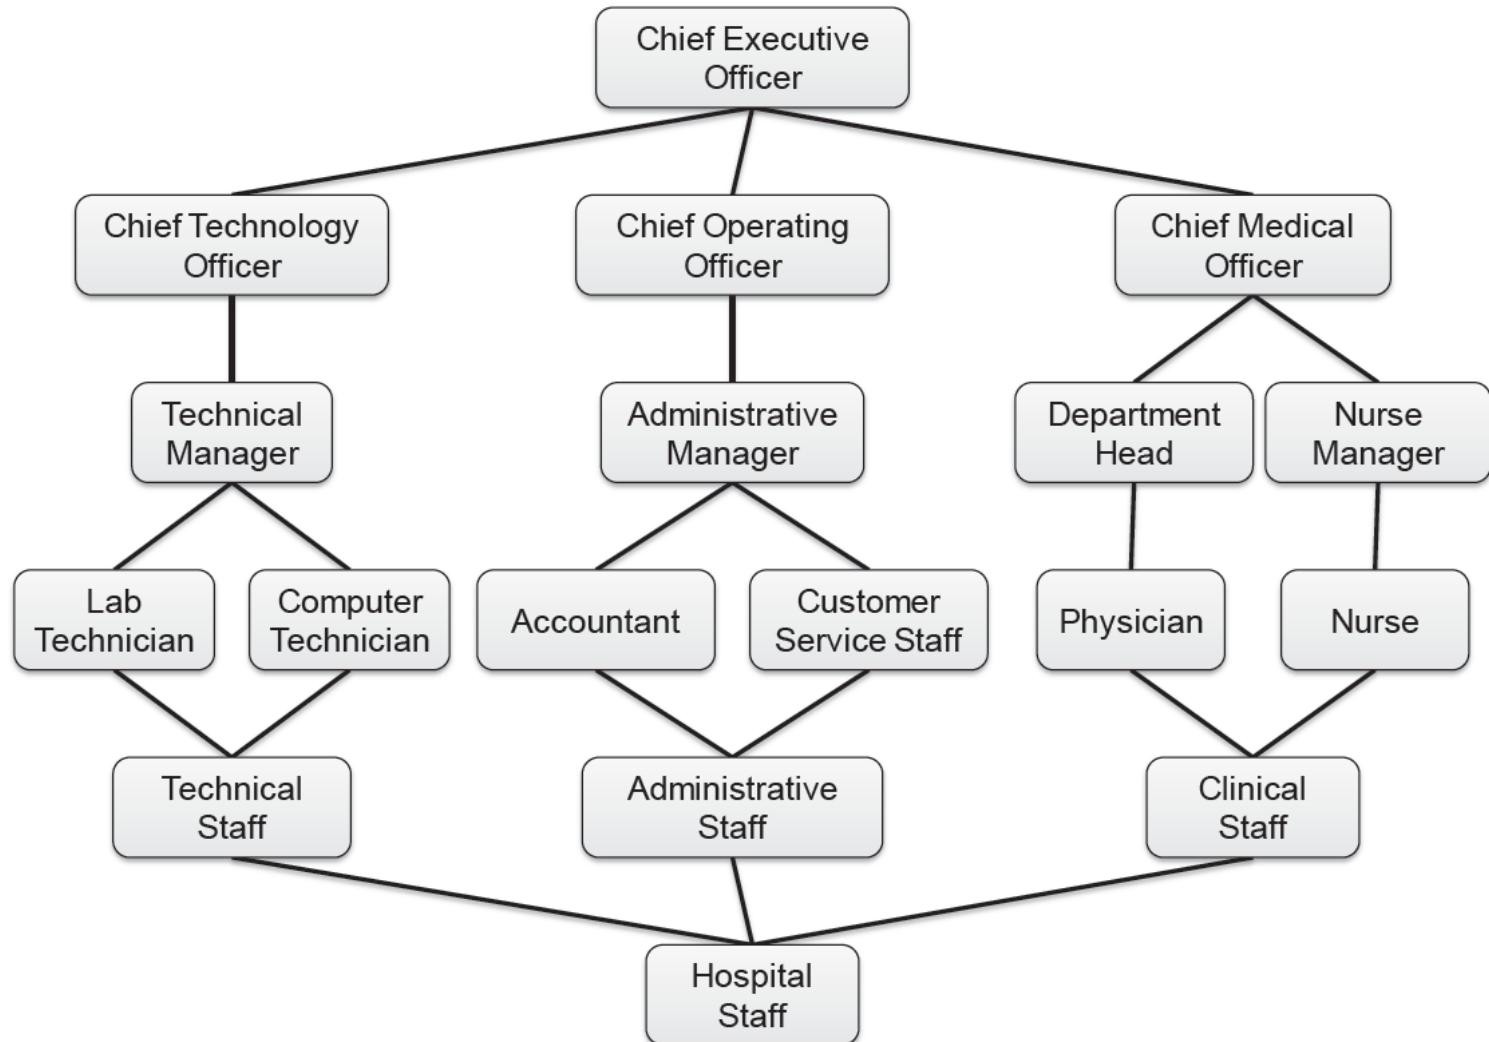 Chief Executive
Officer
Chief Technology
Officer
Chief Operating
Officer
Chief Medical
Officer
Technical
Manager
Administrative
Manager
Department
Head
Nurse
Manager
Lab
Technician
Computer
Technician
Accountant
Customer
Service Staff
Physician
Nurse
Technical
Staff
Administrative
Staff
Clinical
Staff
Hospital
Staff